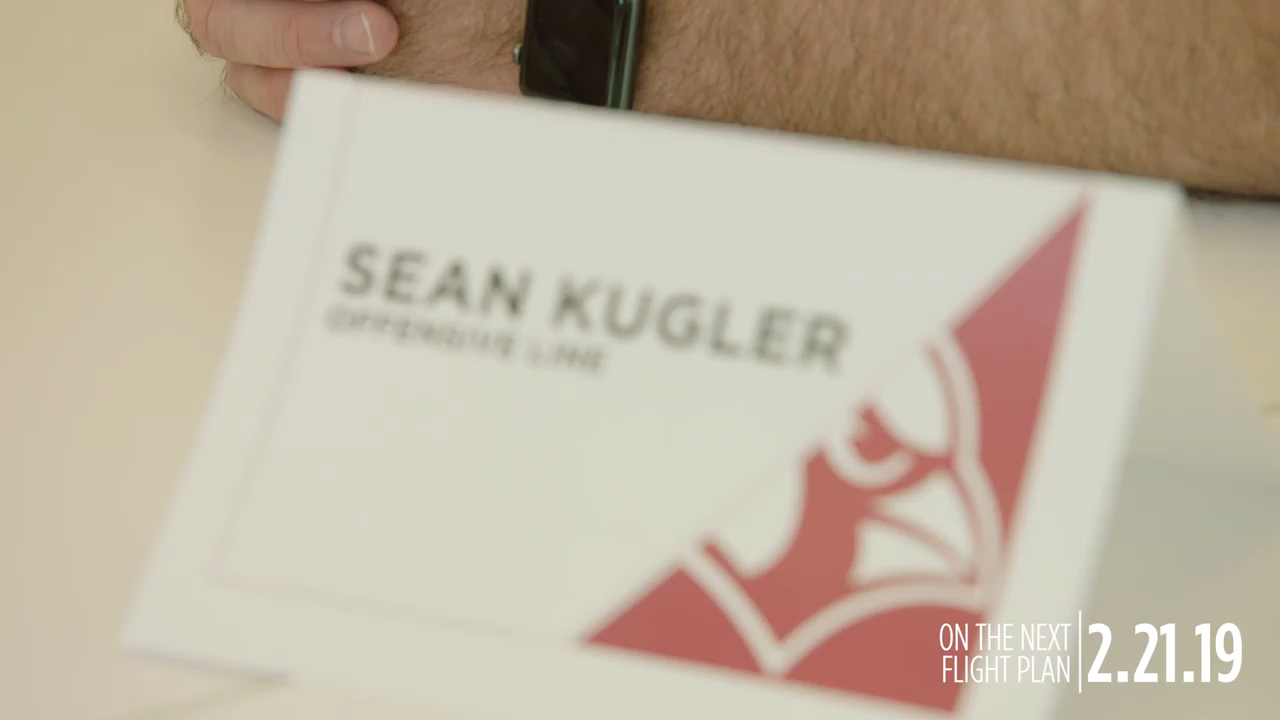 SEAN KUGLER
OFFENSIVE LINE
ON THE NEXT
FLIGHT PLAN
2.21.19